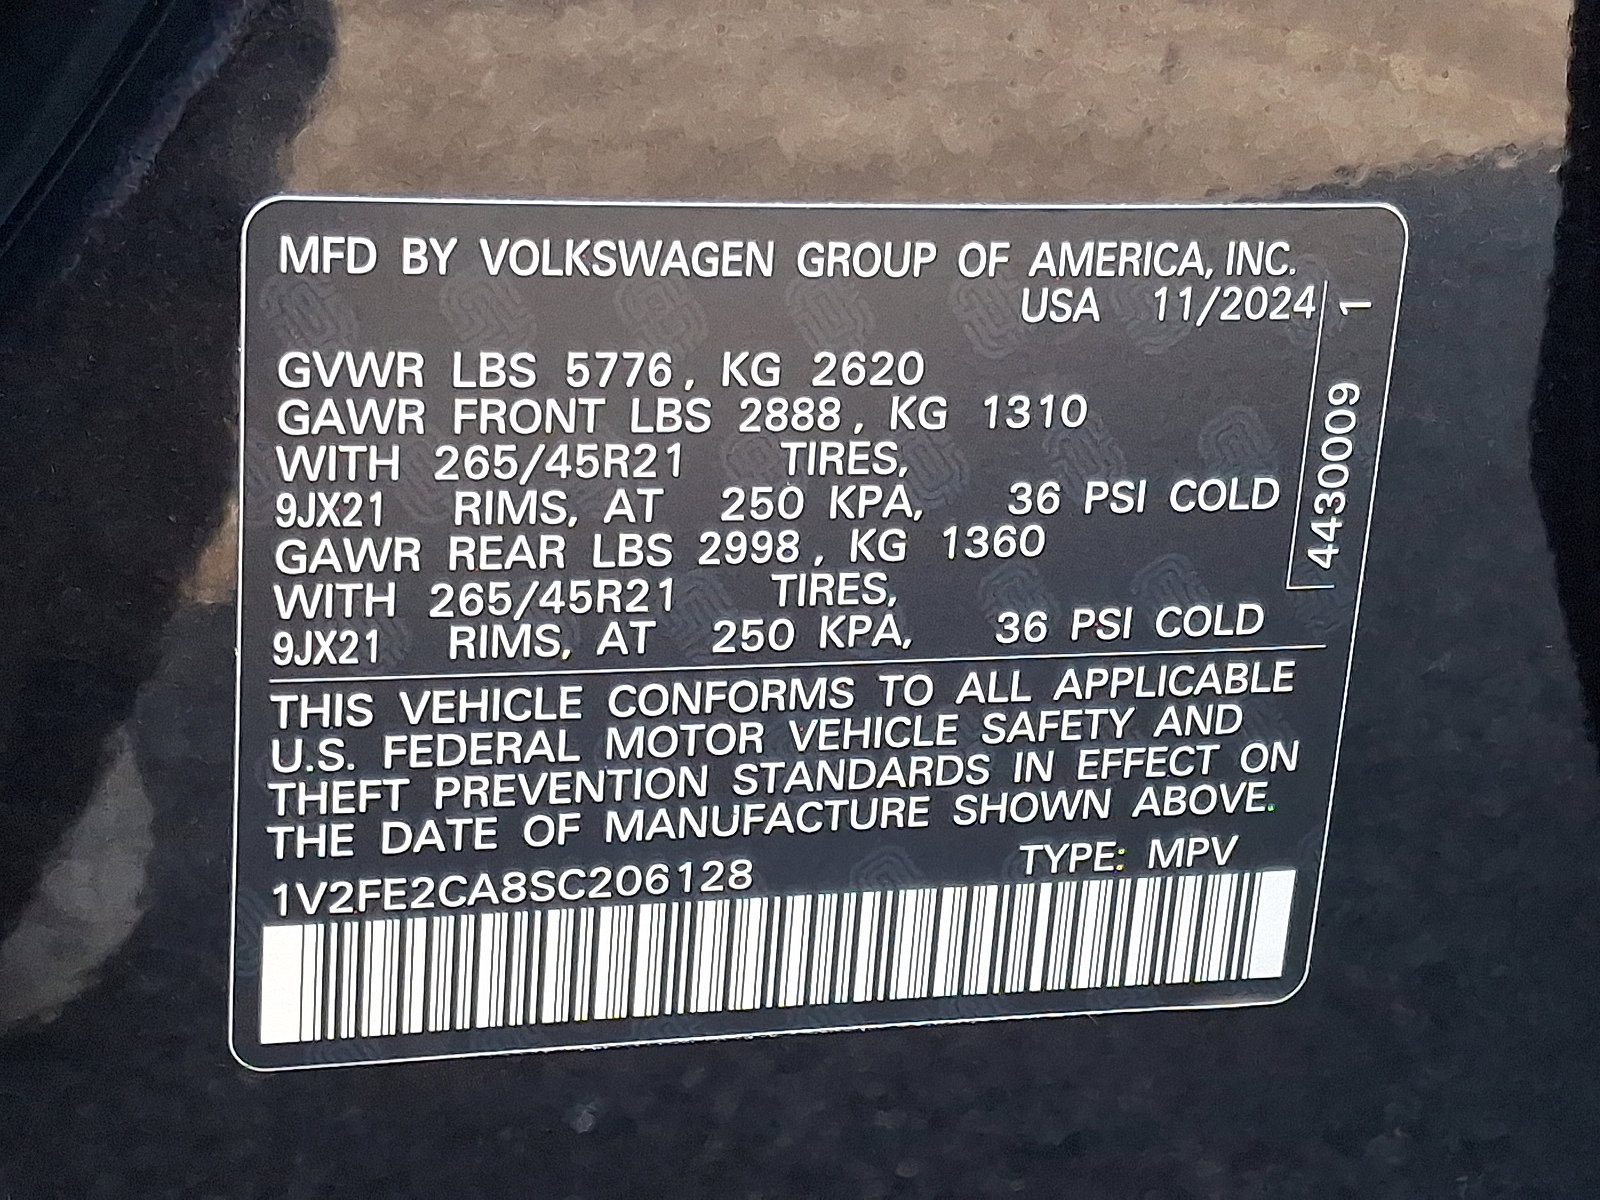 MFD BY VOLKSWAGEN GROUP OF AMERICA, INC.
USA 11/2024
GVWR LBS 5776, KG 2620
GAWR FRONT LBS 2888, KG 1310
WITH 265/45R21 TIRES,
9JX21 RIMS, AT 250 KPA, 36 PSI COLD
GAWR REAR LBS 2998, KG 1360
WITH 265/45R21 TIRES,
9JX21 RIMS, AT 250 KPA, 36 PSI COLD
4430009 1
THIS VEHICLE CONFORMS TO ALL APPLICABLE
U.S. FEDERAL MOTOR VEHICLE SAFETY AND
THEFT PREVENTION STANDARDS IN EFFECT ON
THE DATE OF MANUFACTURE SHOWN ABOVE.
1V2FE2CA8SC206128 TYPE: MPV